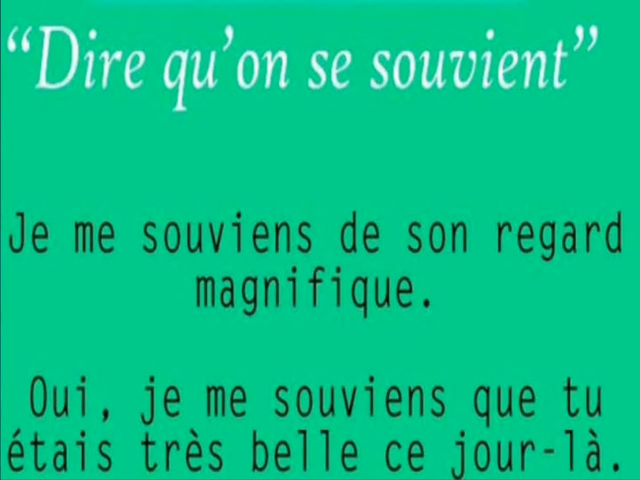 “Dire qu’on se souvient”
Je me souviens de son regard
magnifique.
Oui, je me souviens que tu
étais très belle ce jour-là.